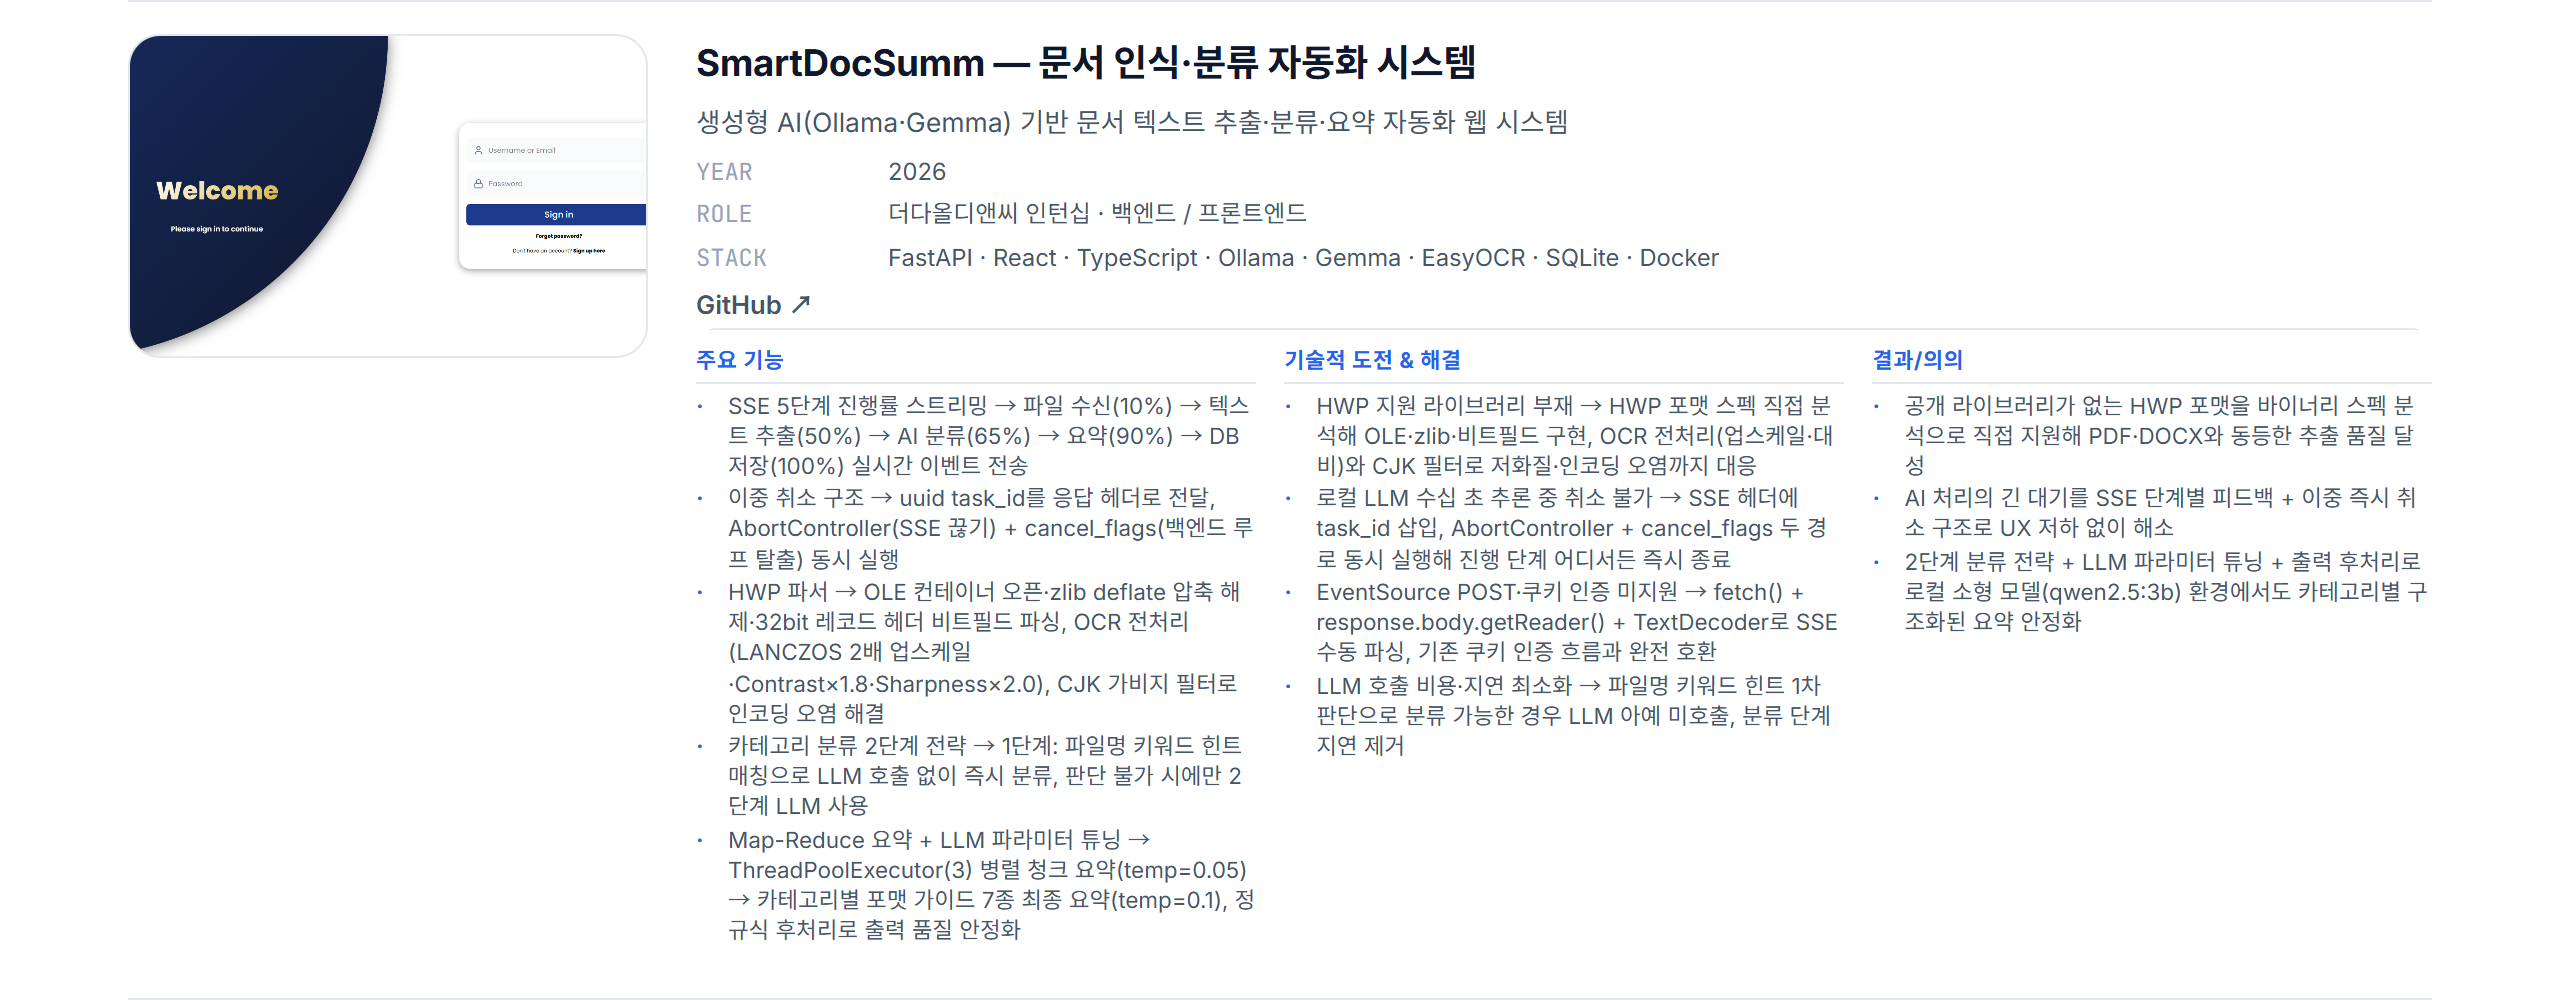 Welcome
Please sign in to continue
Username or Email
Password
Sign in
Forgot password?
Don't have an account? Sign up here
SmartDocSumm — 문서 인식·분류 자동화 시스템
생성형 AI(Ollama·Gemma) 기반 문서 텍스트 추출·분류·요약 자동화 웹 시스템
YEAR 2026
ROLE 더다올디앤씨 인턴십 · 백엔드 / 프론트엔드
STACK FastAPI · React · TypeScript · Ollama · Gemma · EasyOCR · SQLite · Docker
GitHub ↗
주요 기능
• SSE 5단계 진행률 스트리밍 → 파일 수신(10%) → 텍스
트 추출(50%) → AI 분류(65%) → 요약(90%) → DB
저장(100%) 실시간 이벤트 전송
• 이중 취소 구조 → uuid task_id를 응답 헤더로 전달,
AbortController(SSE 끊기) + cancel_flags(백엔드 루
프 탈출) 동시 실행
• HWP 파서 → OLE 컨테이너 오픈·zlib deflate 압축 해
제·32bit 레코드 헤더 비트필드 파싱, OCR 전처리
(LANCZOS 2배 업스케일
·Contrast×1.8·Sharpness×2.0), CJK 가비지 필터로
인코딩 오염 해결
• 카테고리 분류 2단계 전략 → 1단계: 파일명 키워드 힌트
매칭으로 LLM 호출 없이 즉시 분류, 판단 불가 시에만 2
단계 LLM 사용
• Map-Reduce 요약 + LLM 파라미터 튜닝 →
ThreadPoolExecutor(3) 병렬 청크 요약(temp=0.05)
→ 카테고리별 포맷 가이드 7종 최종 요약(temp=0.1), 정
규식 후처리로 출력 품질 안정화
기술적 도전 & 해결
• HWP 지원 라이브러리 부재 → HWP 포맷 스펙 직접 분
석해 OLE·zlib·비트필드 구현, OCR 전처리(업스케일·대
비)와 CJK 필터로 저화질·인코딩 오염까지 대응
• 로컬 LLM 수십 초 추론 중 취소 불가 → SSE 헤더에
task_id 삽입, AbortController + cancel_flags 두 경
로 동시 실행해 진행 단계 어디서든 즉시 종료
• EventSource POST·쿠키 인증 미지원 → fetch() +
response.body.getReader() + TextDecoder로 SSE
수동 파싱, 기존 쿠키 인증 흐름과 완전 호환
• LLM 호출 비용·지연 최소화 → 파일명 키워드 힌트 1차
판단으로 분류 가능한 경우 LLM 아예 미호출, 분류 단계
지연 제거
결과/의의
• 공개 라이브러리가 없는 HWP 포맷을 바이너리 스펙 분
석으로 직접 지원해 PDF·DOCX와 동등한 추출 품질 달
성
• AI 처리의 긴 대기를 SSE 단계별 피드백 + 이중 즉시 취
소 구조로 UX 저하 없이 해소
• 2단계 분류 전략 + LLM 파라미터 튜닝 + 출력 후처리로
로컬 소형 모델(qwen2.5:3b) 환경에서도 카테고리별 구
조화된 요약 안정화